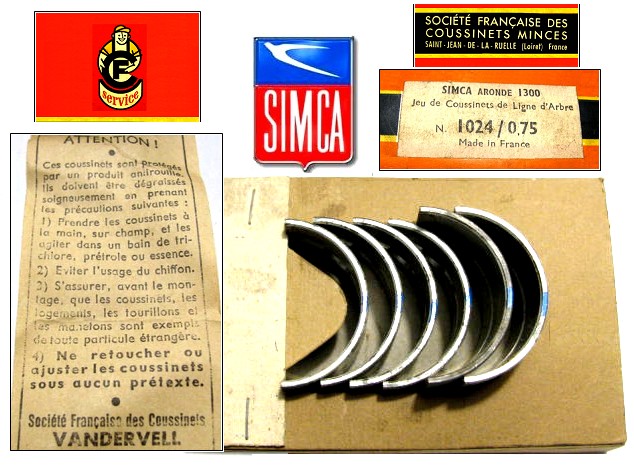 CF
service
SIMCA
SOCIÉTÉ FRANÇAISE DES
COUSSINETS MINCES
SAINT-JEAN-DE-LA-RUELLE (Loiret) France
SIMCA ARONDE 1300
Jeu de Coussinets de Ligne d'Arbre
N. 1024/0,75
Made in France
ATTENTION !
Ces coussinets sont protégés
par un produit antirouille.
Ils doivent être dégraissés
soigneusement en prenant
les précautions suivantes :
1) Prendre les coussinets à
la main, sur champ, et les
agiter dans un bain de tri-
chlore, prétrole ou essence.
2) Eviter l'usage du chiffon.
3) S'assurer, avant le mon-
tage, que les coussinets, les
logements, les tourillons et
les manetons sont exempts
de toute particule étrangère.
4) Ne retoucher ou
ajuster les coussinets
sous aucun prétexte.
Société Française des Coussinets
VANDERVELL